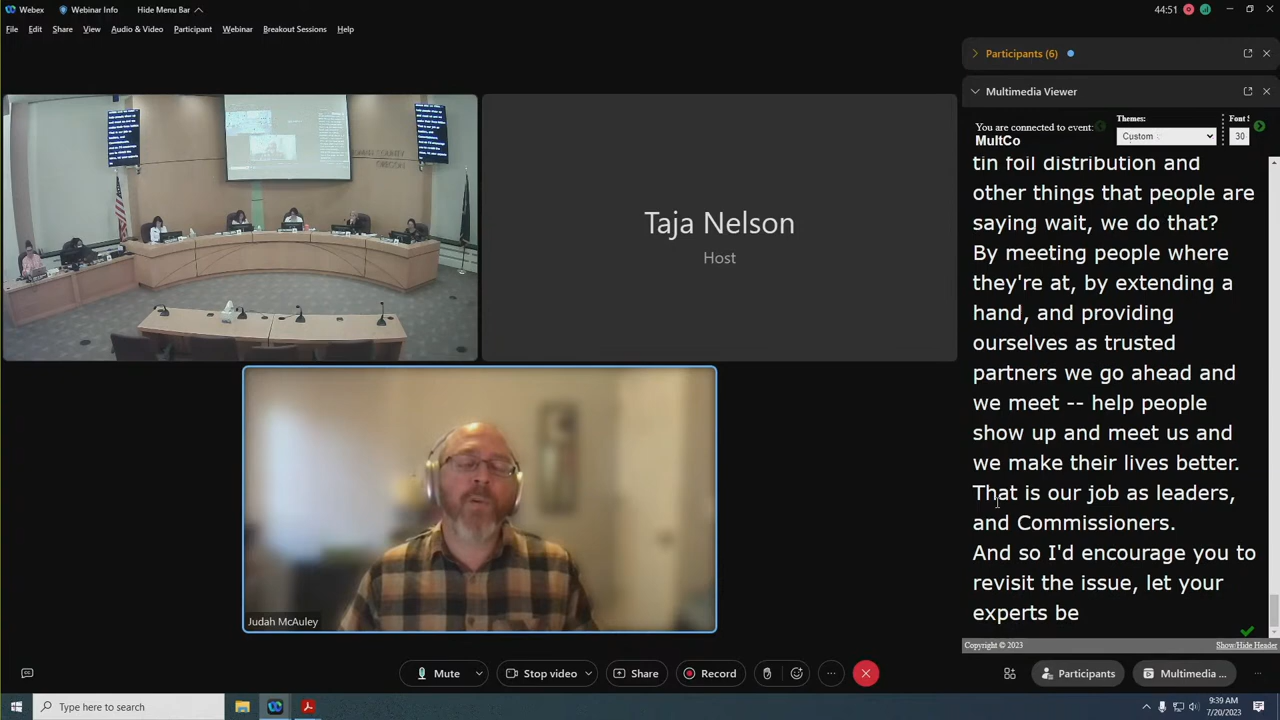 Webex
Webinar Info
Hide Menu Bar
44:51
File
Edit
Share
View
Audio & Video
Participant
Webinar
Breakout Sessions
Help
Participants (6)
Multimedia Viewer
You are connected to event:
MultCo
Themes:
Font
Custom
30
tin foil distribution and
other things that people are
saying wait, we do that?
By meeting people where
they're at, by extending a
hand, and providing
ourselves as trusted
partners we go ahead and
we meet -- help people
show up and meet us and
we make their lives better.
That is our job as leaders,
and Commissioners.
And so I'd encourage you to
revisit the issue, let your
experts be
Copyright © 2023
Show/Hide Header
Taja Nelson
Host
Judah McAuley
Mute
Stop video
Share
Record
Participants
Multimedia ...
Type here to search
9:39 AM
7/20/2023